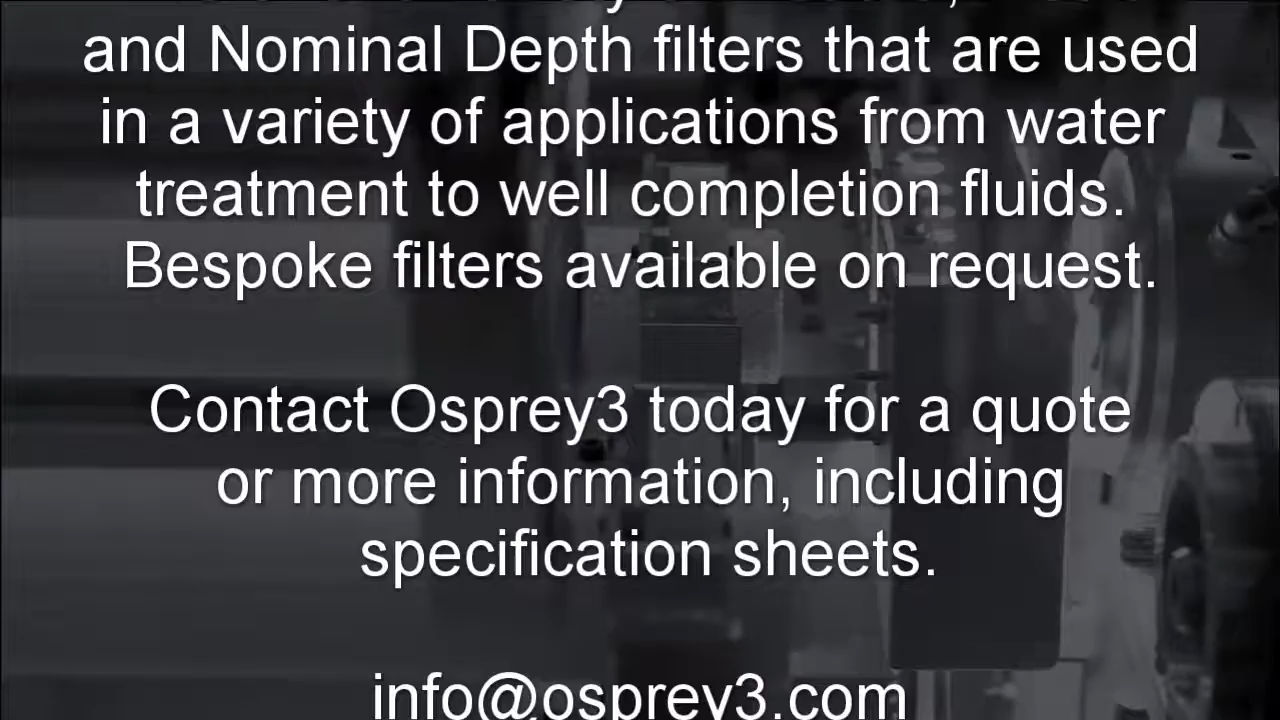 and Nominal Depth filters that are used
in a variety of applications from water
treatment to well completion fluids.
Bespoke filters available on request.
Contact Osprey3 today for a quote
or more information, including
specification sheets.
info@osprey3.com